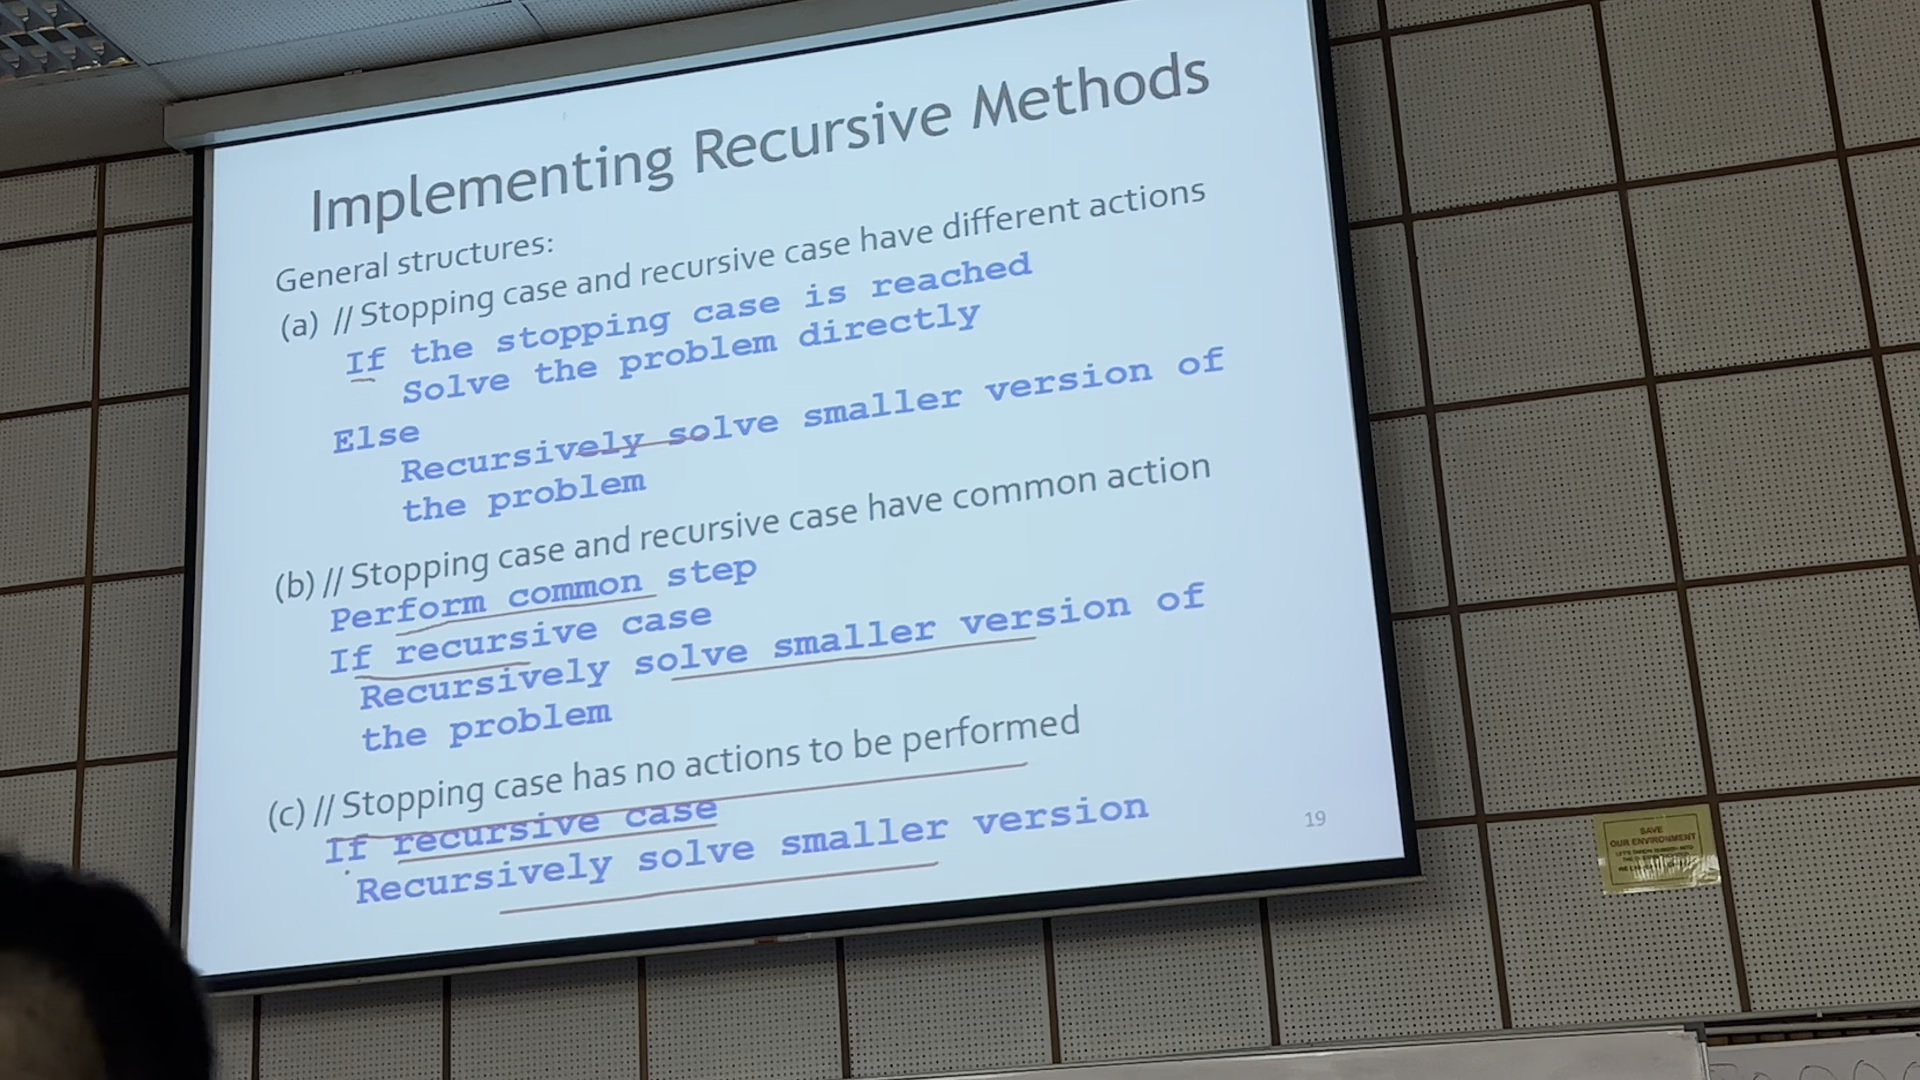 Implementing Recursive Methods
General structures:
(a) // Stopping case and recursive case have different actions
If the stopping case is reached
Solve the problem directly
Else
Recursively solve smaller version of
the problem
(b) // Stopping case and recursive case have common action
Perform common step
If recursive case
Recursively solve smaller version of
the problem
(c) // Stopping case has no actions to be performed
If recursive case
Recursively solve smaller version
19
SAVE
OUR ENVIRONMENT